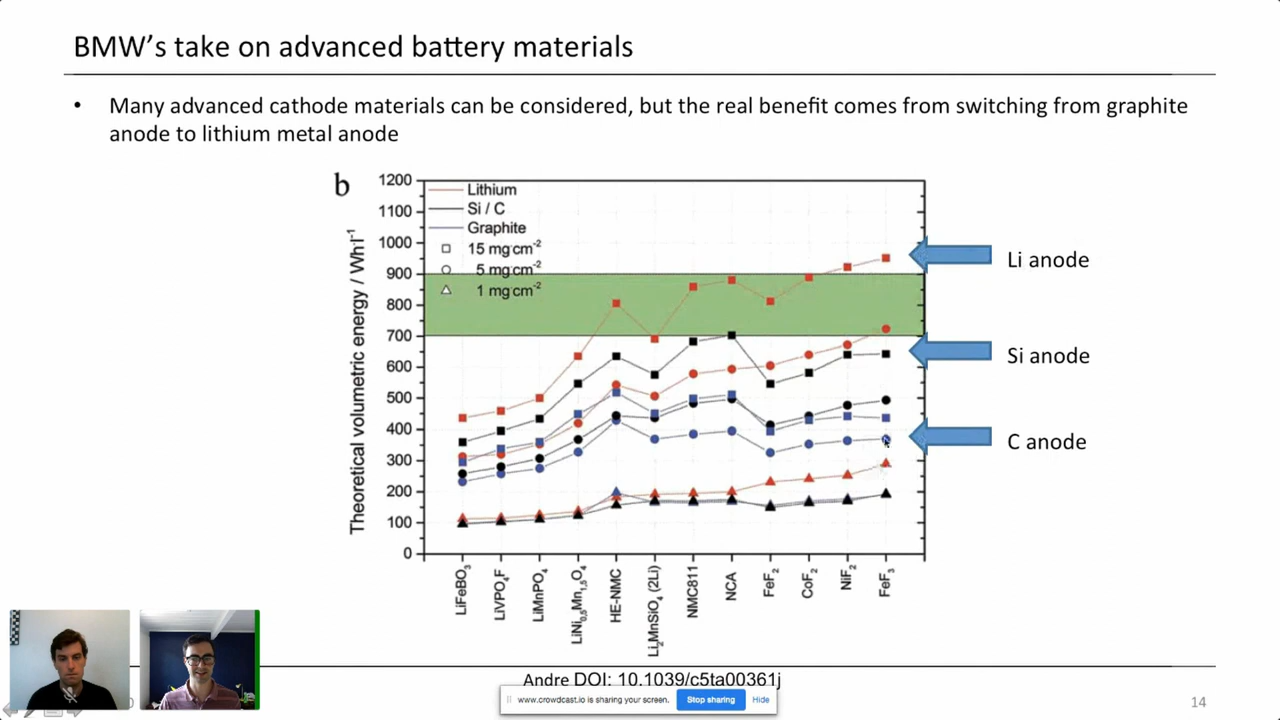 BMW's take on advanced battery materials
• Many advanced cathode materials can be considered, but the real benefit comes from switching from graphite
anode to lithium metal anode
b
Theoretical volumetric energy / Wh·l⁻¹
1200
1100
1000
900
800
700
600
500
400
300
200
100
0
Lithium
Si / C
Graphite
15 mg·cm⁻²
5 mg·cm⁻²
1 mg·cm⁻²
Li anode
Si anode
C anode
LiFeBO₃
LiVPO₄F
LiMnPO₄
LiNi₀,₅Mn₁,₅O₄
HE-NMC
Li₂MnSiO₄ (2Li)
NMC811
NCA
FeF₂
CoF₂
NiF₂
FeF₃
Andre DOI: 10.1039/c5ta00361j
www.crowdcast.io is sharing your screen.
Stop sharing
Hide
14